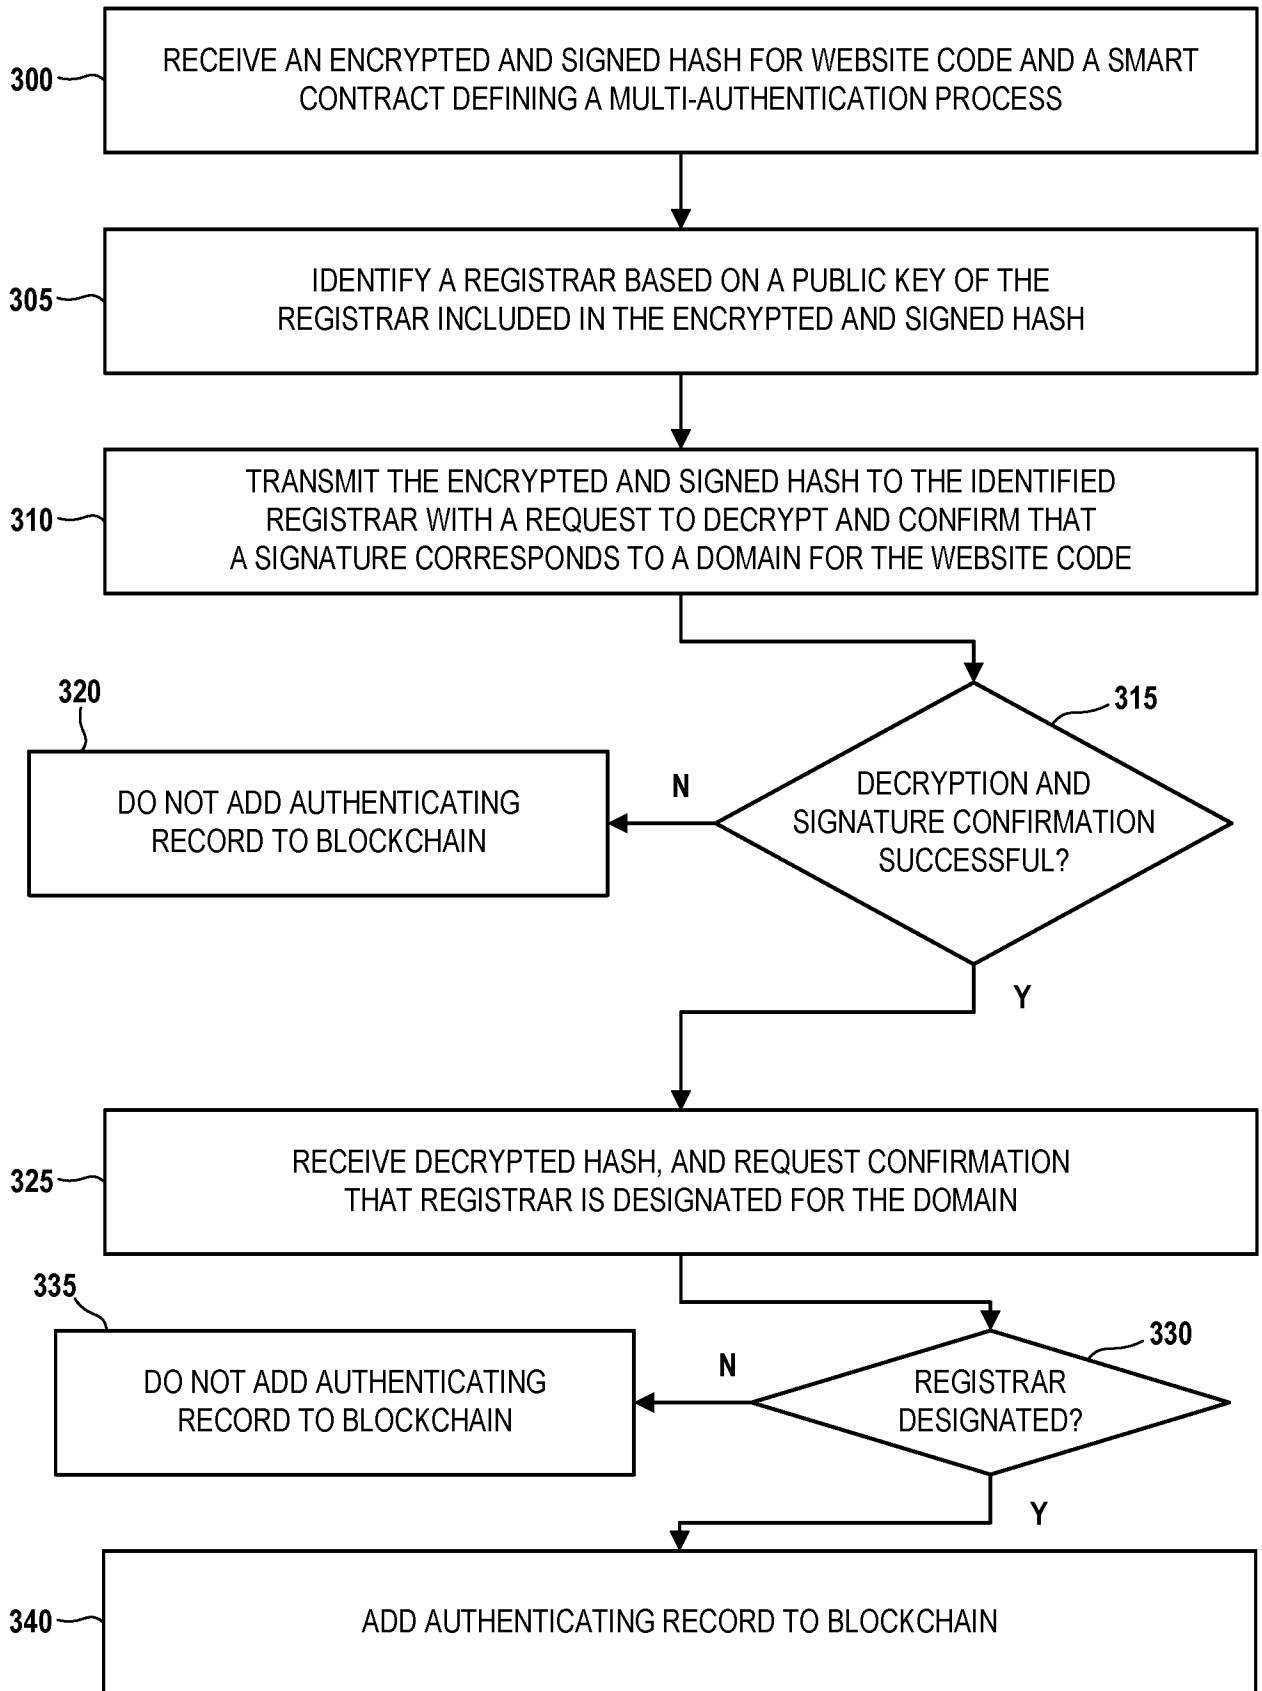 300
RECEIVE AN ENCRYPTED AND SIGNED HASH FOR WEBSITE CODE AND A SMART
CONTRACT DEFINING A MULTI-AUTHENTICATION PROCESS
305
IDENTIFY A REGISTRAR BASED ON A PUBLIC KEY OF THE
REGISTRAR INCLUDED IN THE ENCRYPTED AND SIGNED HASH
310
TRANSMIT THE ENCRYPTED AND SIGNED HASH TO THE IDENTIFIED
REGISTRAR WITH A REQUEST TO DECRYPT AND CONFIRM THAT
A SIGNATURE CORRESPONDS TO A DOMAIN FOR THE WEBSITE CODE
315
DECRYPTION AND
SIGNATURE CONFIRMATION
SUCCESSFUL?
N
320
DO NOT ADD AUTHENTICATING
RECORD TO BLOCKCHAIN
Y
325
RECEIVE DECRYPTED HASH, AND REQUEST CONFIRMATION
THAT REGISTRAR IS DESIGNATED FOR THE DOMAIN
330
REGISTRAR
DESIGNATED?
N
335
DO NOT ADD AUTHENTICATING
RECORD TO BLOCKCHAIN
Y
340
ADD AUTHENTICATING RECORD TO BLOCKCHAIN